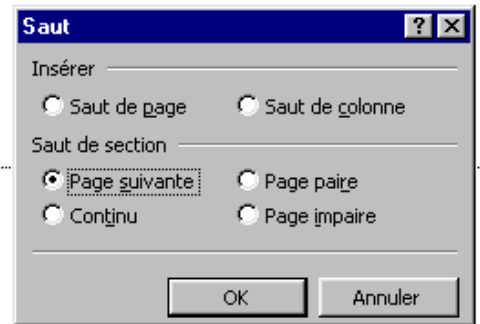 Saut
Insérer
Saut de page Saut de colonne
Saut de section
Page suivante Page paire
Continu Page impaire
OK Annuler